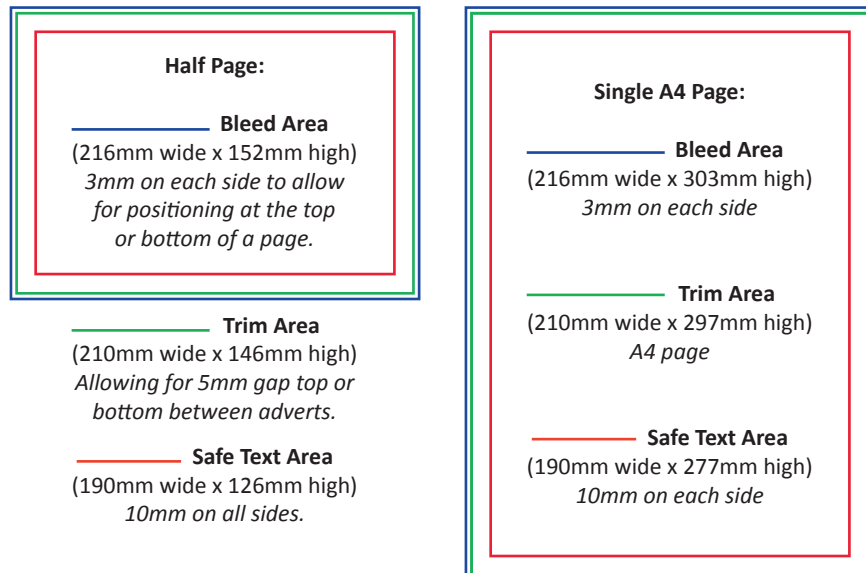 Half Page:
Bleed Area
(216mm wide x 152mm high)
3mm on each side to allow
for positioning at the top
or bottom of a page.
Trim Area
(210mm wide x 146mm high)
Allowing for 5mm gap top or
bottom between adverts.
Safe Text Area
(190mm wide x 126mm high)
10mm on all sides.
Single A4 Page:
Bleed Area
(216mm wide x 303mm high)
3mm on each side
Trim Area
(210mm wide x 297mm high)
A4 page
Safe Text Area
(190mm wide x 277mm high)
10mm on each side